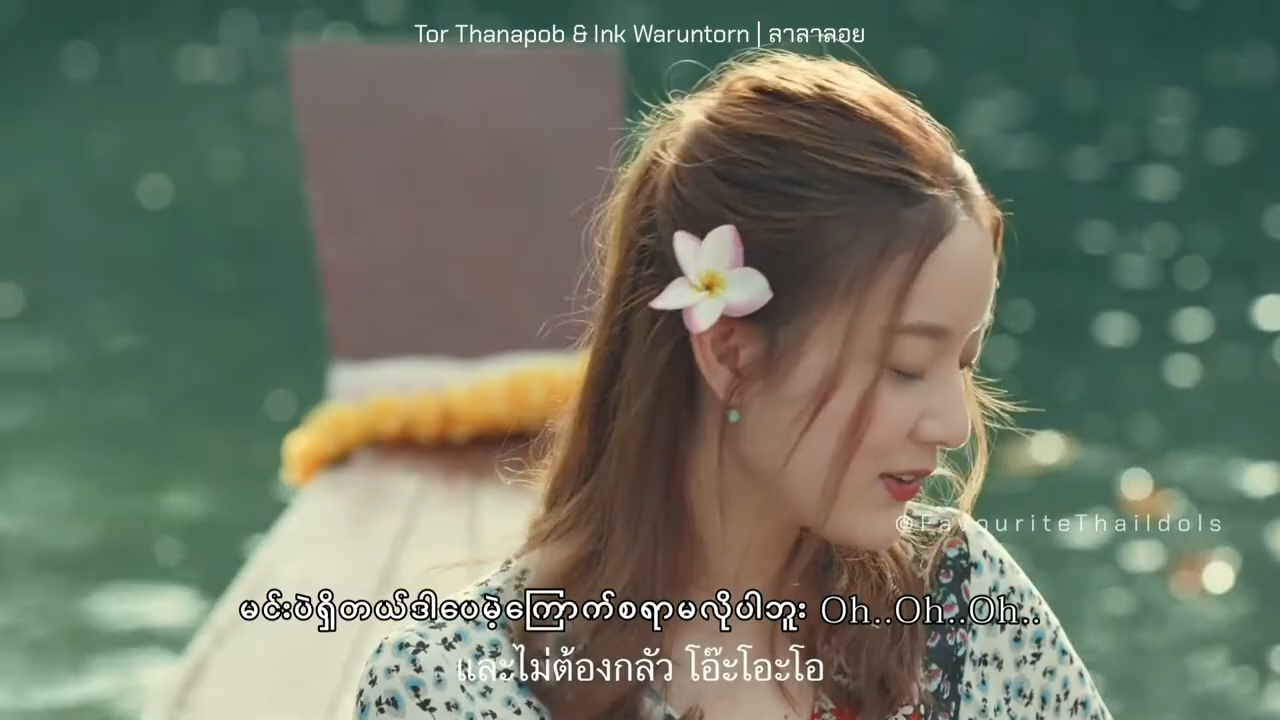 Tor Thanapob & Ink Waruntorn | ลาลาลอย
@FavouriteThaiIdols
မင်းပဲရှိတယ်ဒါပေမဲ့ကြောက်စရာမလိုပါဘူး Oh..Oh..Oh..
และไม่ต้องกลัว โอ๊ะโอะโอ